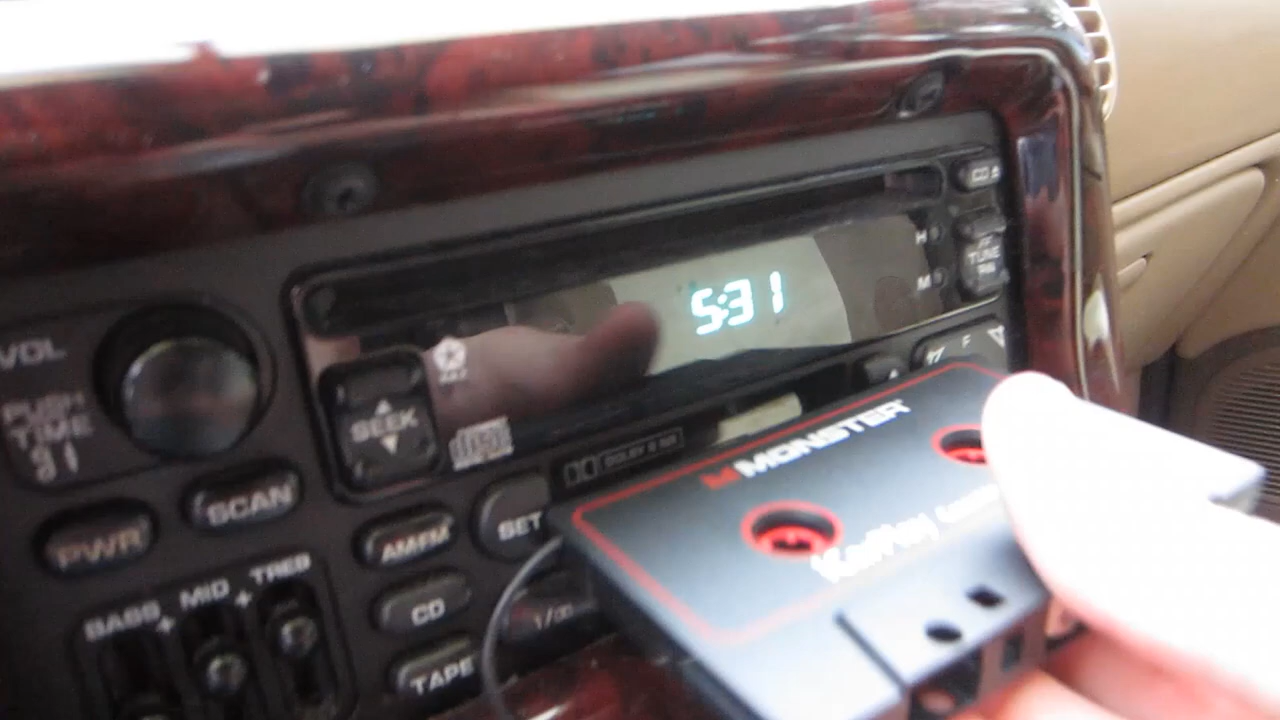 CD
H
TUNE
M
5:31
VOL
PUSH
TIME
SEEK
F
DOLBY B NR
SCAN
PWR
AM/FM
SET
MONSTER
BASS MID TREB
CD
TAPE